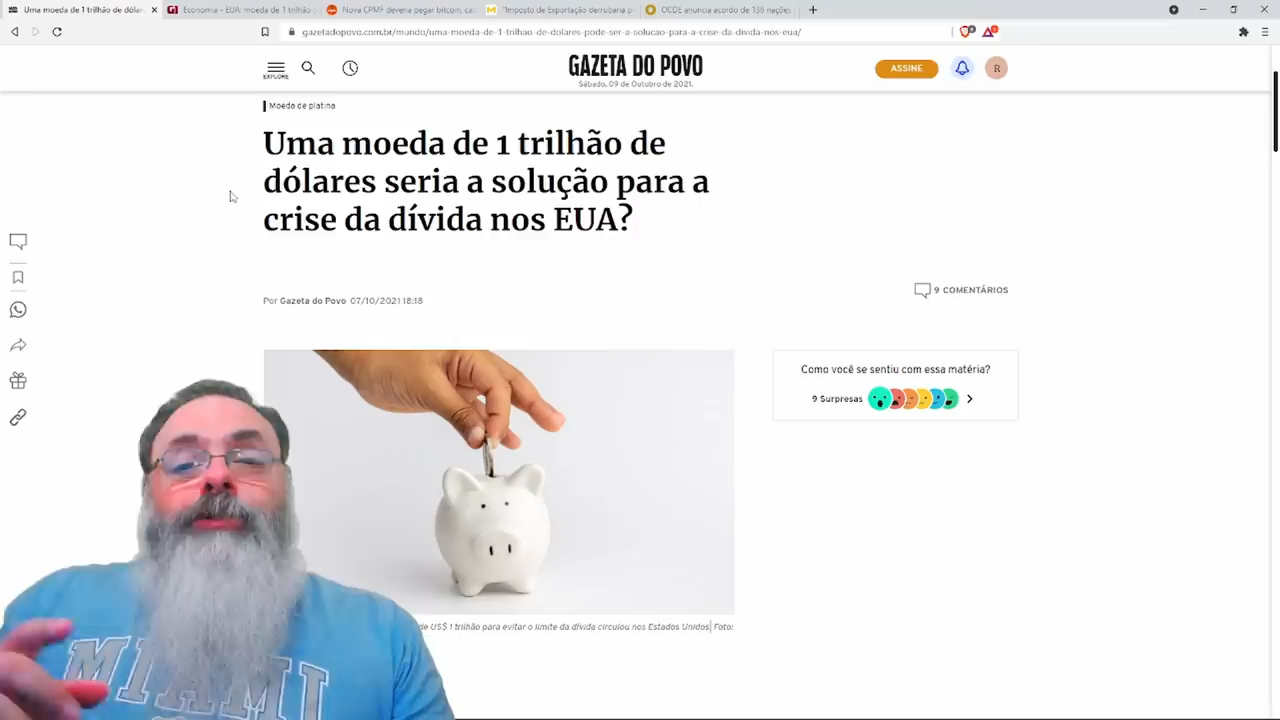 Uma moeda de 1 trilhão de dólar
Economia - EUA: moeda de 1 trilhão
Nova CPMF deveria pegar bitcoin, ca
"Imposto de Exportação derrubaria p
OCDE anuncia acordo de 136 nações
gazetadopovo.com.br/mundo/uma-moeda-de-1-trilhao-de-dolares-pode-ser-a-solucao-para-a-crise-da-divida-nos-eua/
EXPLORE
GAZETA DO POVO
Sábado, 09 de Outubro de 2021.
ASSINE
R
Moeda de platina
Uma moeda de 1 trilhão de
dólares seria a solução para a
crise da dívida nos EUA?
Por Gazeta do Povo 07/10/2021 18:18
9 COMENTÁRIOS
Como você se sentiu com essa matéria?
9 Surpresas
de US$ 1 trilhão para evitar o limite da dívida circulou nos Estados Unidos| Foto:
MIAMI